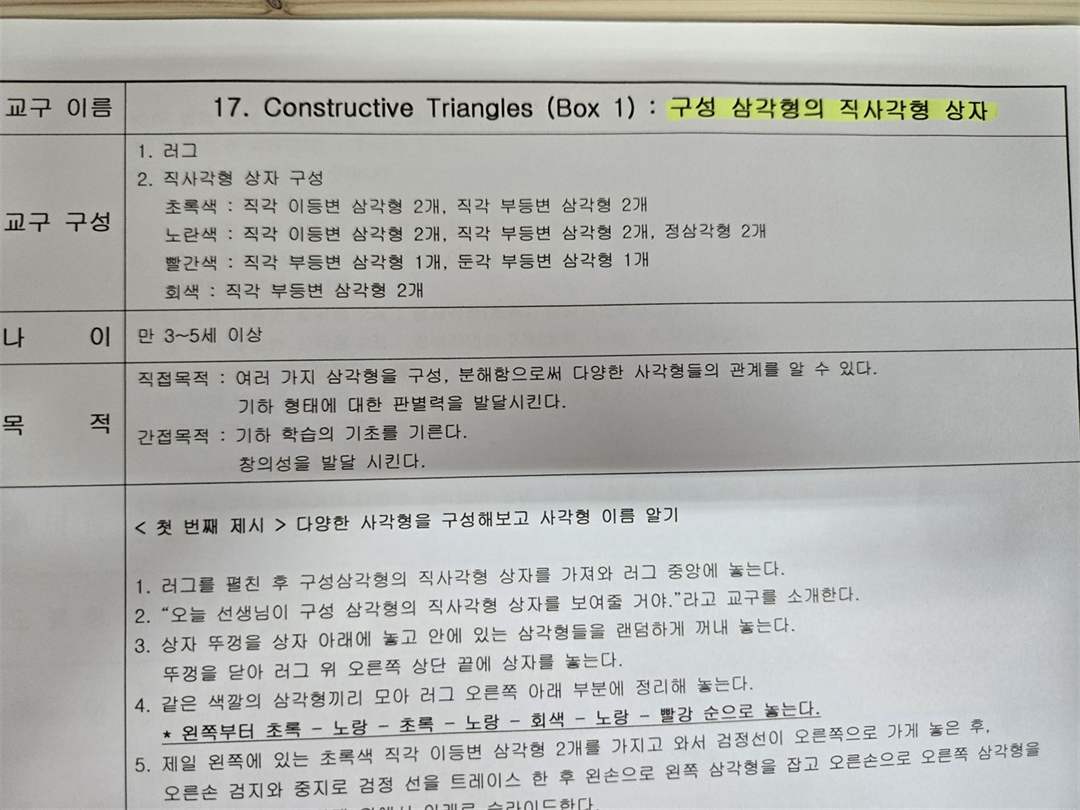 교구 이름
17. Constructive Triangles (Box 1) : 구성 삼각형의 직사각형 상자
교구 구성
1. 러그
2. 직사각형 상자 구성
초록색 : 직각 이등변 삼각형 2개, 직각 부등변 삼각형 2개
노란색 : 직각 이등변 삼각형 2개, 직각 부등변 삼각형 2개, 정삼각형 2개
빨간색 : 직각 부등변 삼각형 1개, 둔각 부등변 삼각형 1개
회색 : 직각 부등변 삼각형 2개
나 이
만 3~5세 이상
목 적
직접목적 : 여러 가지 삼각형을 구성, 분해함으로써 다양한 사각형들의 관계를 알 수 있다.
기하 형태에 대한 판별력을 발달시킨다.
간접목적 : 기하 학습의 기초를 기른다.
창의성을 발달 시킨다.
< 첫 번째 제시 > 다양한 사각형을 구성해보고 사각형 이름 알기
1. 러그를 펼친 후 구성삼각형의 직사각형 상자를 가져와 러그 중앙에 놓는다.
2. “오늘 선생님이 구성 삼각형의 직사각형 상자를 보여줄 거야.”라고 교구를 소개한다.
3. 상자 뚜껑을 상자 아래에 놓고 안에 있는 삼각형들을 랜덤하게 꺼내 놓는다.
뚜껑을 닫아 러그 위 오른쪽 상단 끝에 상자를 놓는다.
4. 같은 색깔의 삼각형끼리 모아 러그 오른쪽 아래 부분에 정리해 놓는다.
* 왼쪽부터 초록 - 노랑 - 초록 - 노랑 - 회색 - 노랑 - 빨강 순으로 놓는다.
5. 제일 왼쪽에 있는 초록색 직각 이등변 삼각형 2개를 가지고 와서 검정선이 오른쪽으로 가게 놓은 후,
오른손 검지와 중지로 검정 선을 트레이스 한 후 왼손으로 왼쪽 삼각형을 잡고 오른손으로 오른쪽 삼각형을
슬라이드한다.